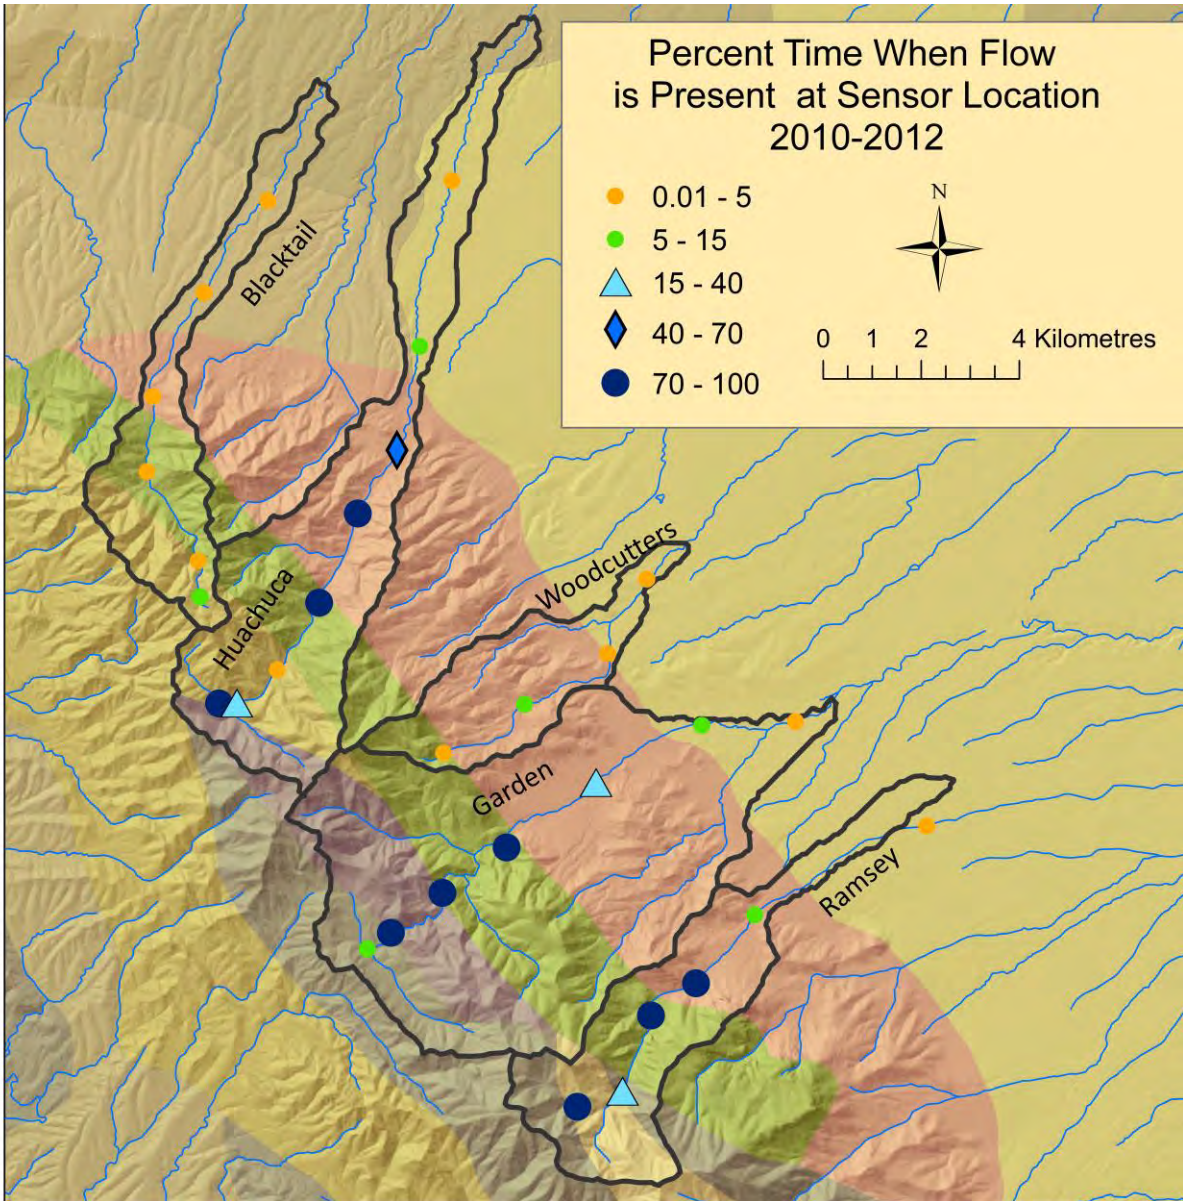 Percent Time When Flow
is Present at Sensor Location
2010-2012
0.01 - 5
5 - 15
15 - 40
40 - 70
70 - 100
N
0 1 2 4 Kilometres
Blacktail
Huachuca
Woodcutters
Garden
Ramsey